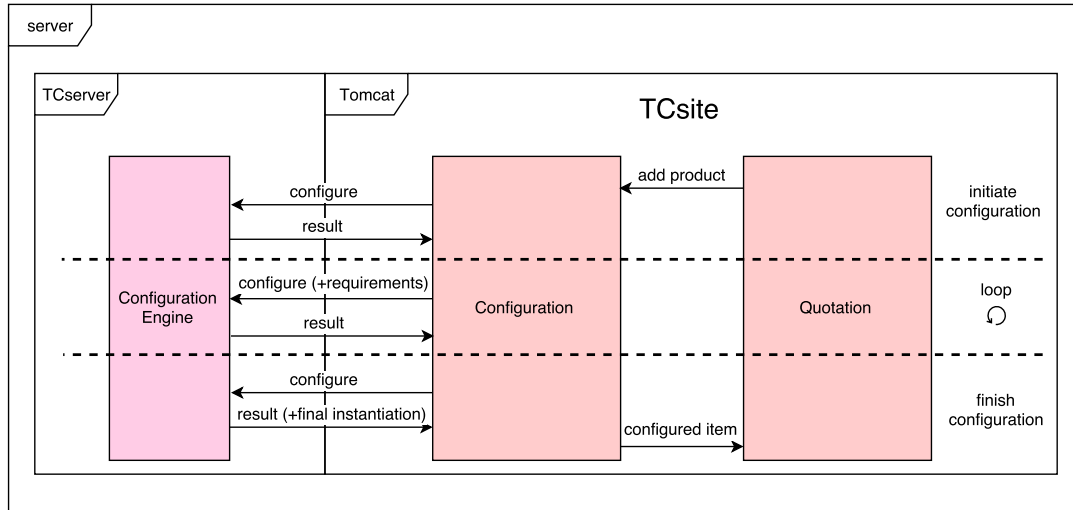 server
TCserver
Tomcat
TCsite
add product
configure
initiate
configuration
result
configure (+requirements)
Configuration
Engine
Configuration
Quotation
loop
result
configure
result (+final instantiation)
finish
configuration
configured item